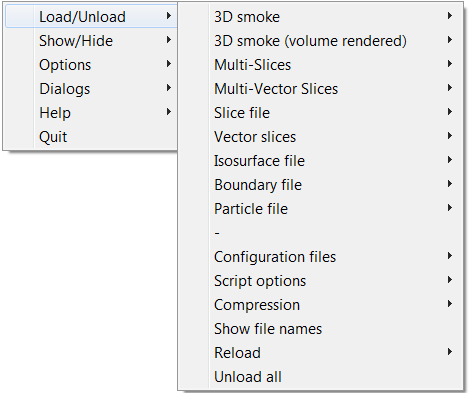 Load/Unload
Show/Hide
Options
Dialogs
Help
Quit
3D smoke
3D smoke (volume rendered)
Multi-Slices
Multi-Vector Slices
Slice file
Vector slices
Isosurface file
Boundary file
Particle file
-
Configuration files
Script options
Compression
Show file names
Reload
Unload all